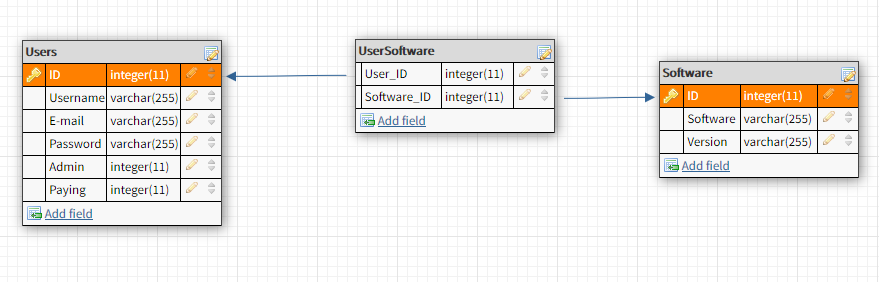 Users
ID integer(11)
Username varchar(255)
E-mail varchar(255)
Password varchar(255)
Admin integer(11)
Paying integer(11)
Add field
UserSoftware
User_ID integer(11)
Software_ID integer(11)
Add field
Software
ID integer(11)
Software varchar(255)
Version varchar(255)
Add field